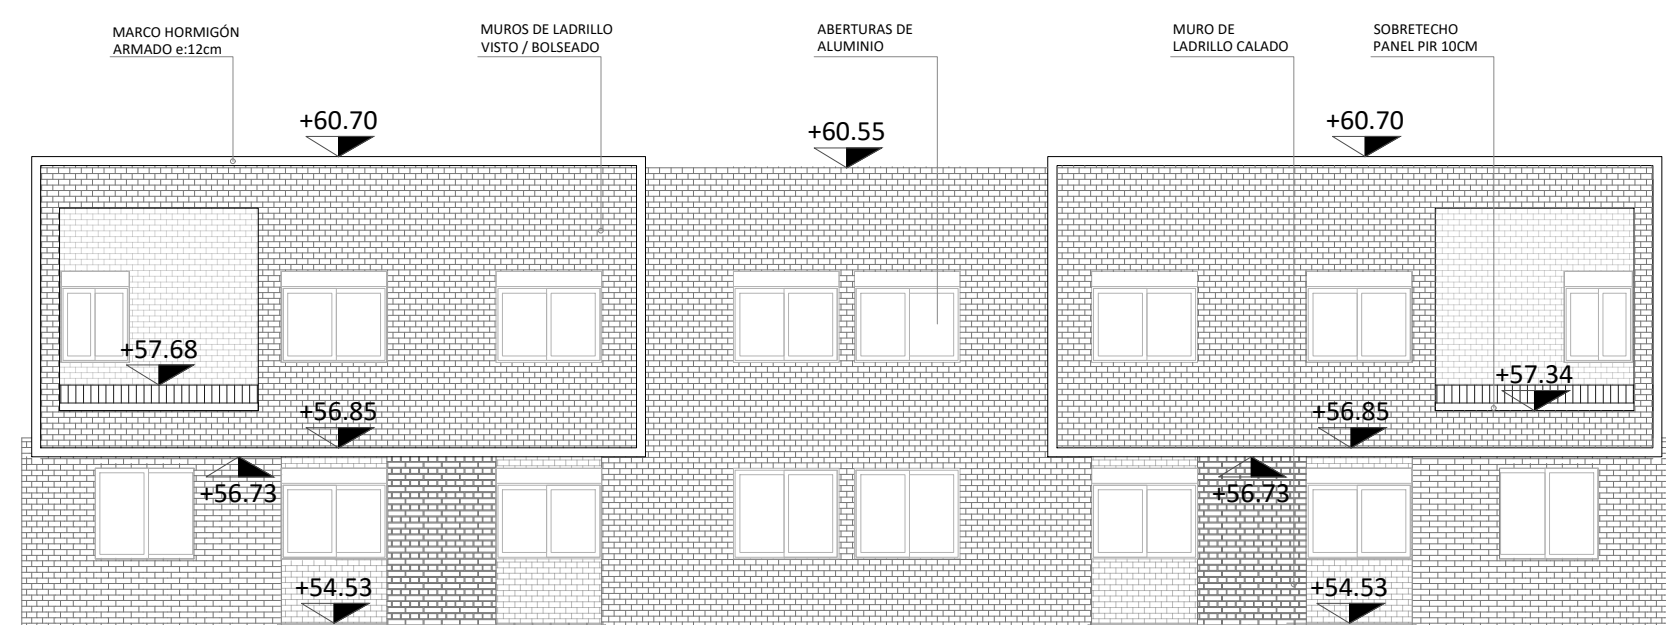 MARCO HORMIGÓN
ARMADO e:12cm
MUROS DE LADRILLO
VISTO / BOLSEADO
ABERTURAS DE
ALUMINIO
MURO DE
LADRILLO CALADO
SOBRETECHO
PANEL PIR 10CM
+60.70
+60.55
+60.70
+57.68
+57.34
+56.85
+56.85
+56.73
+56.73
+54.53
+54.53